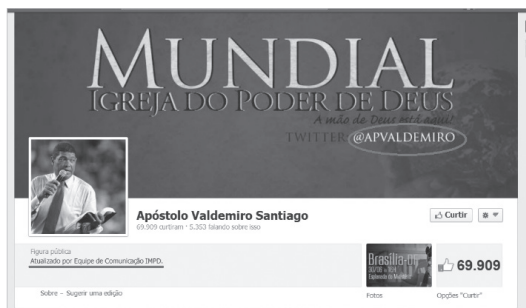 MUNDIAL
IGREJA DO PODER DE DEUS
A mão de Deus está aqui!
TWITTER: @APVALDEMIRO
Apóstolo Valdemiro Santiago
69.909 curtiram · 5.353 falando sobre isso
Curtir
Figura pública
Atualizado por Equipe de Comunicação IMPD.
Sobre – Sugerir uma edição
Brasília
69.909
Fotos
Opções "Curtir"